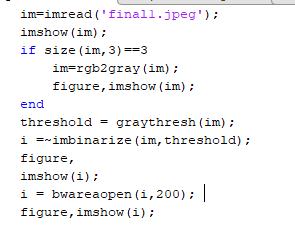 im=imread('finall.jpeg');
imshow(im);
if size(im,3)==3
    im=rgb2gray(im);
    figure,imshow(im);
end
threshold = graythresh(im);
i =~imbinarize(im,threshold);
figure,
imshow(i);
i = bwareaopen(i,200);
figure,imshow(i);